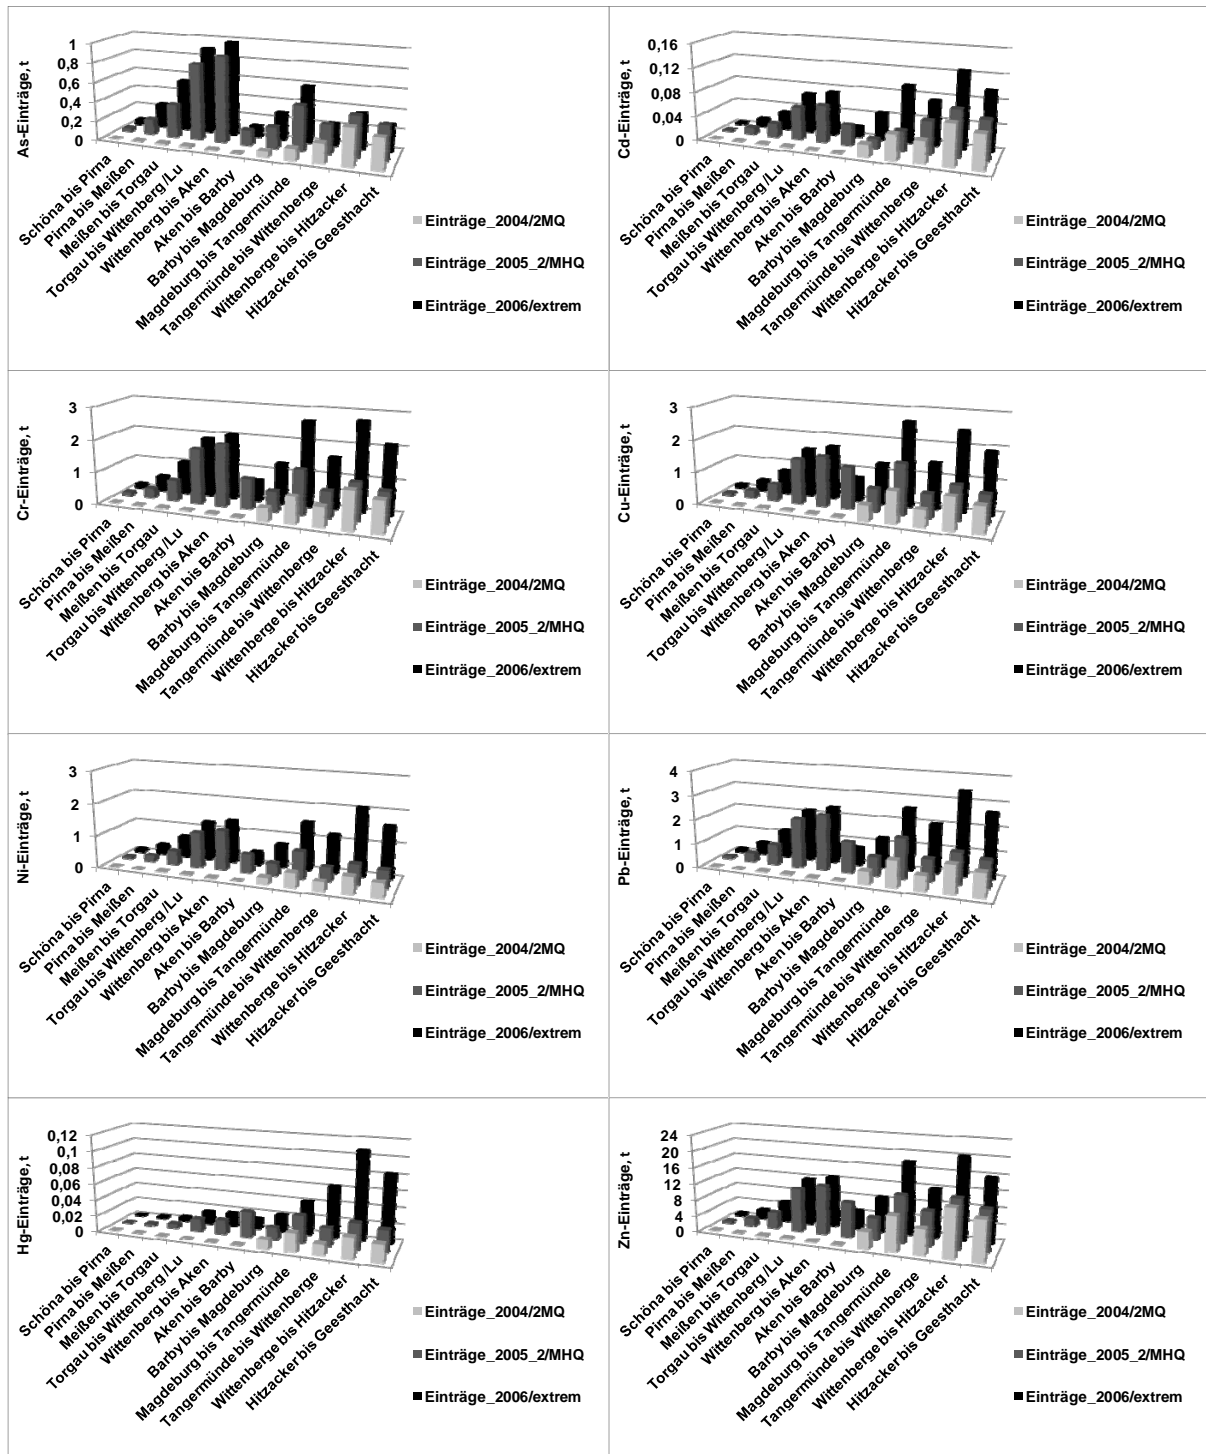 As-Einträge, t
1
0,8
0,6
0,4
0,2
0
Schöna bis Pirna
Pirna bis Meißen
Meißen bis Torgau
Torgau bis Wittenberg /Lu
Wittenberg bis Aken
Aken bis Barby
Barby bis Magdeburg
Magdeburg bis Tangermünde
Tangermünde bis Wittenberge
Wittenberge bis Hitzacker
Hitzacker bis Geesthacht
Einträge_2004/2MQ
Einträge_2005_2/MHQ
Einträge_2006/extrem
Cd-Einträge, t
0,16
0,12
0,08
0,04
0
Schöna bis Pirna
Pirna bis Meißen
Meißen bis Torgau
Torgau bis Wittenberg /Lu
Wittenberg bis Aken
Aken bis Barby
Barby bis Magdeburg
Magdeburg bis Tangermünde
Tangermünde bis Wittenberge
Wittenberge bis Hitzacker
Hitzacker bis Geesthacht
Einträge_2004/2MQ
Einträge_2005_2/MHQ
Einträge_2006/extrem
Cr-Einträge, t
3
2
1
0
Schöna bis Pirna
Pirna bis Meißen
Meißen bis Torgau
Torgau bis Wittenberg /Lu
Wittenberg bis Aken
Aken bis Barby
Barby bis Magdeburg
Magdeburg bis Tangermünde
Tangermünde bis Wittenberge
Wittenberge bis Hitzacker
Hitzacker bis Geesthacht
Einträge_2004/2MQ
Einträge_2005_2/MHQ
Einträge_2006/extrem
Cu-Einträge, t
3
2
1
0
Schöna bis Pirna
Pirna bis Meißen
Meißen bis Torgau
Torgau bis Wittenberg /Lu
Wittenberg bis Aken
Aken bis Barby
Barby bis Magdeburg
Magdeburg bis Tangermünde
Tangermünde bis Wittenberge
Wittenberge bis Hitzacker
Hitzacker bis Geesthacht
Einträge_2004/2MQ
Einträge_2005_2/MHQ
Einträge_2006/extrem
Ni-Einträge, t
3
2
1
0
Schöna bis Pirna
Pirna bis Meißen
Meißen bis Torgau
Torgau bis Wittenberg /Lu
Wittenberg bis Aken
Aken bis Barby
Barby bis Magdeburg
Magdeburg bis Tangermünde
Tangermünde bis Wittenberge
Wittenberge bis Hitzacker
Hitzacker bis Geesthacht
Einträge_2004/2MQ
Einträge_2005_2/MHQ
Einträge_2006/extrem
Pb-Einträge, t
4
3
2
1
0
Schöna bis Pirna
Pirna bis Meißen
Meißen bis Torgau
Torgau bis Wittenberg /Lu
Wittenberg bis Aken
Aken bis Barby
Barby bis Magdeburg
Magdeburg bis Tangermünde
Tangermünde bis Wittenberge
Wittenberge bis Hitzacker
Hitzacker bis Geesthacht
Einträge_2004/2MQ
Einträge_2005_2/MHQ
Einträge_2006/extrem
Hg-Einträge, t
0,12
0,1
0,08
0,06
0,04
0,02
0
Schöna bis Pirna
Pirna bis Meißen
Meißen bis Torgau
Torgau bis Wittenberg /Lu
Wittenberg bis Aken
Aken bis Barby
Barby bis Magdeburg
Magdeburg bis Tangermünde
Tangermünde bis Wittenberge
Wittenberge bis Hitzacker
Hitzacker bis Geesthacht
Einträge_2004/2MQ
Einträge_2005_2/MHQ
Einträge_2006/extrem
Zn-Einträge, t
24
20
16
12
8
4
0
Schöna bis Pirna
Pirna bis Meißen
Meißen bis Torgau
Torgau bis Wittenberg /Lu
Wittenberg bis Aken
Aken bis Barby
Barby bis Magdeburg
Magdeburg bis Tangermünde
Tangermünde bis Wittenberge
Wittenberge bis Hitzacker
Hitzacker bis Geesthacht
Einträge_2004/2MQ
Einträge_2005_2/MHQ
Einträge_2006/extrem